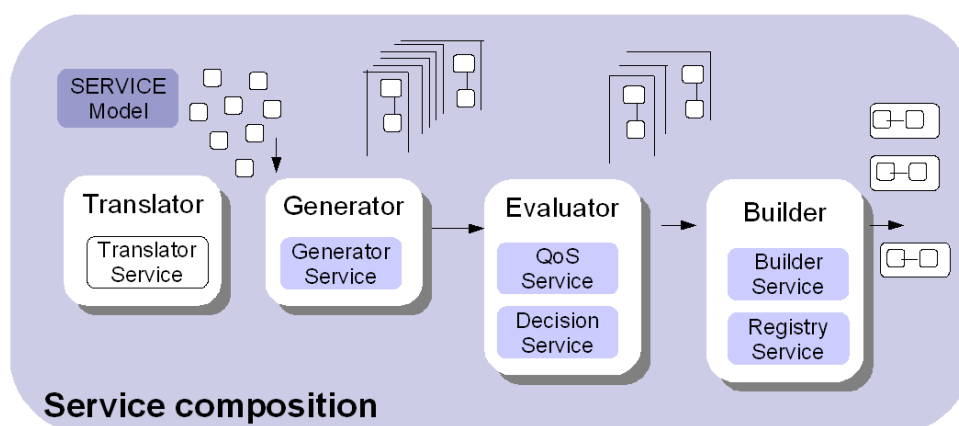 SERVICE
Model
Translator
Translator
Service
Generator
Generator
Service
Evaluator
QoS
Service
Decision
Service
Builder
Builder
Service
Registry
Service
Service composition